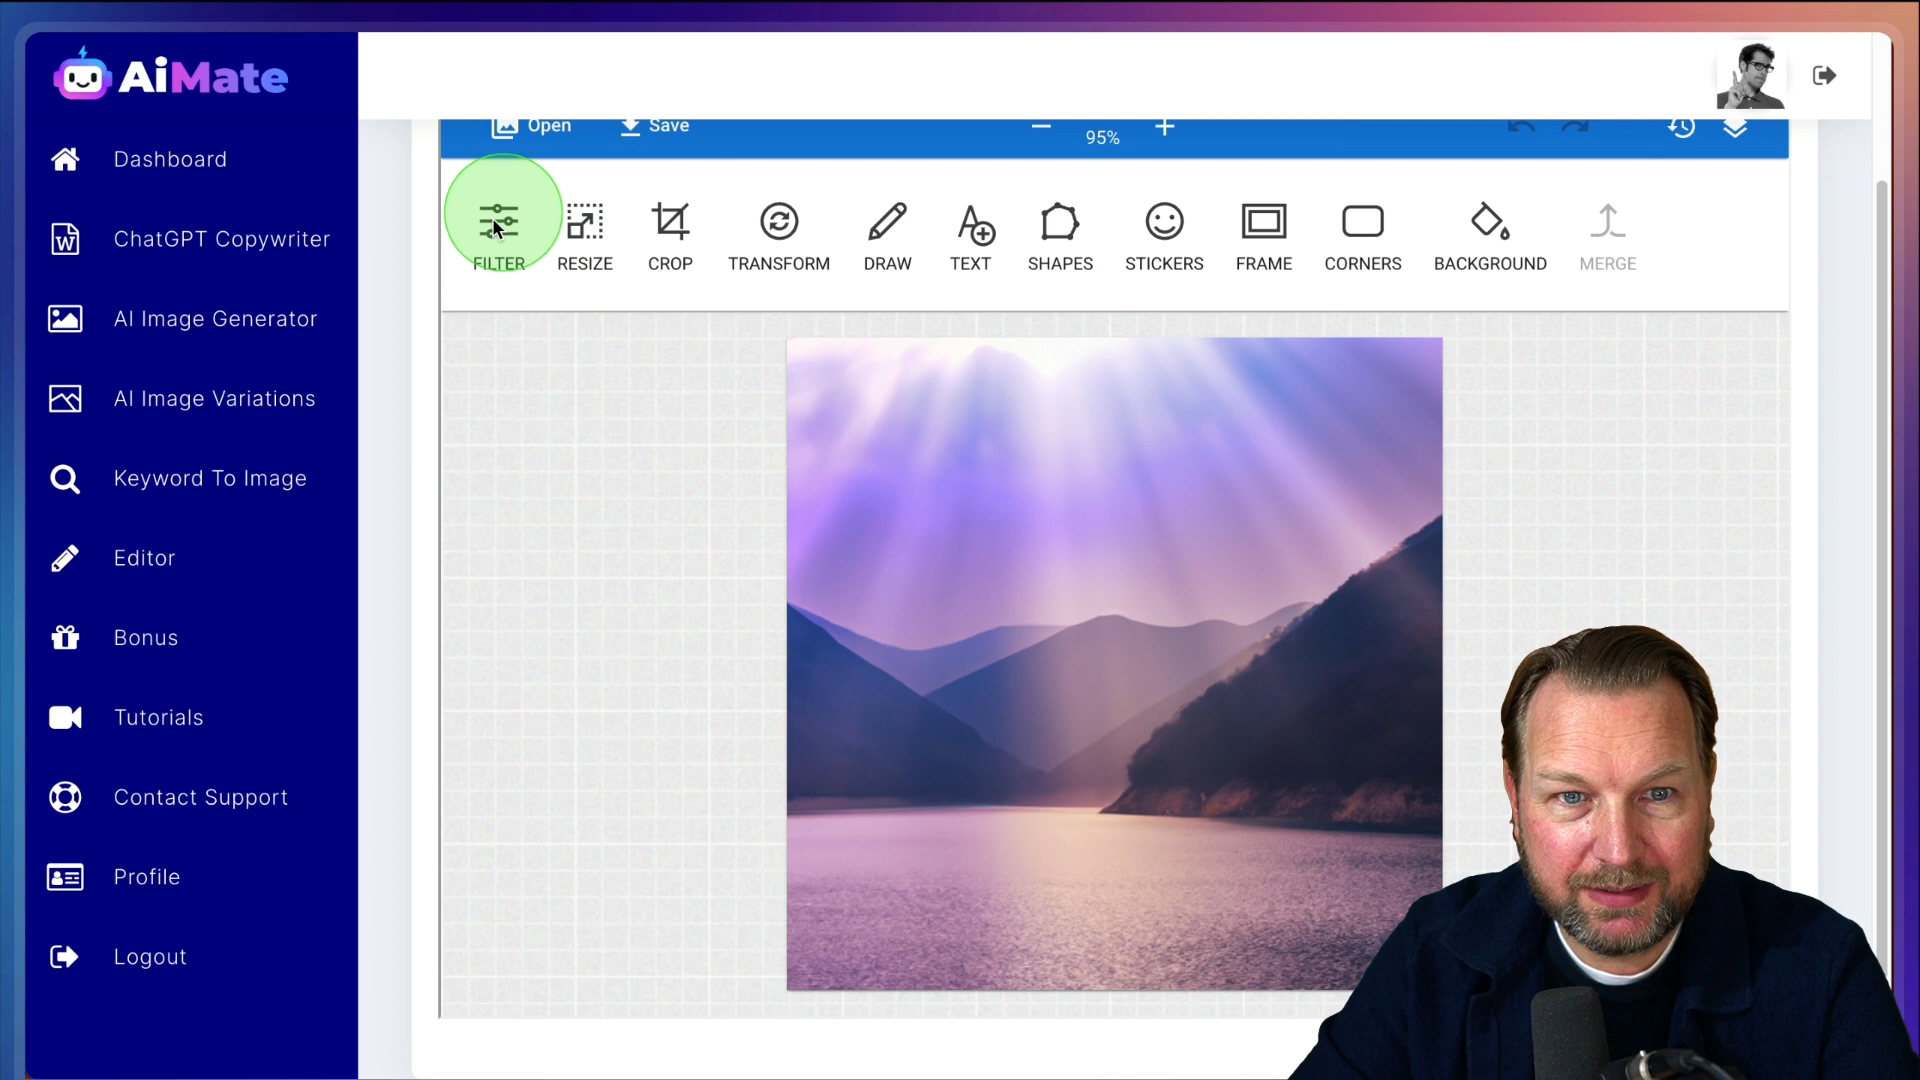 AiMate
Open
Save
95%
Dashboard
ChatGPT Copywriter
AI Image Generator
AI Image Variations
Keyword To Image
Editor
Bonus
Tutorials
Contact Support
Profile
Logout
FILTER
RESIZE
CROP
TRANSFORM
DRAW
TEXT
SHAPES
STICKERS
FRAME
CORNERS
BACKGROUND
MERGE